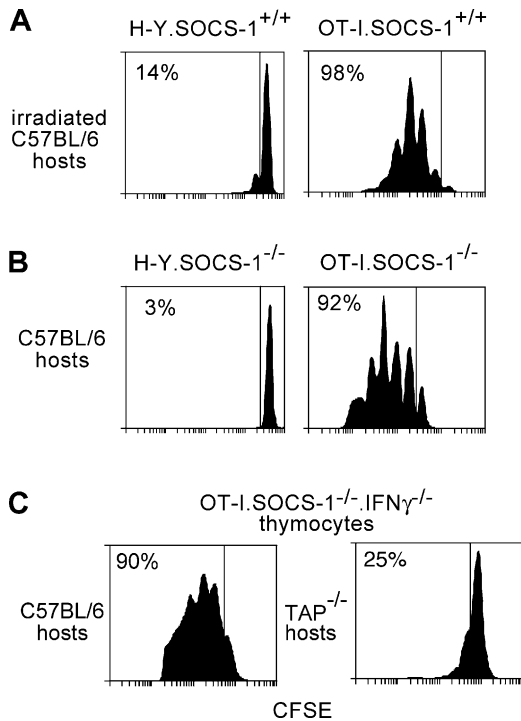 A
H-Y.SOCS-1+/+ OT-I.SOCS-1+/+
irradiated
C57BL/6
hosts
14% 98%
B
H-Y.SOCS-1-/- OT-I.SOCS-1-/-
C57BL/6
hosts
3% 92%
C
OT-I.SOCS-1-/-.IFNγ-/-
thymocytes
C57BL/6
hosts
90%
TAP-/-
hosts
25%
CFSE